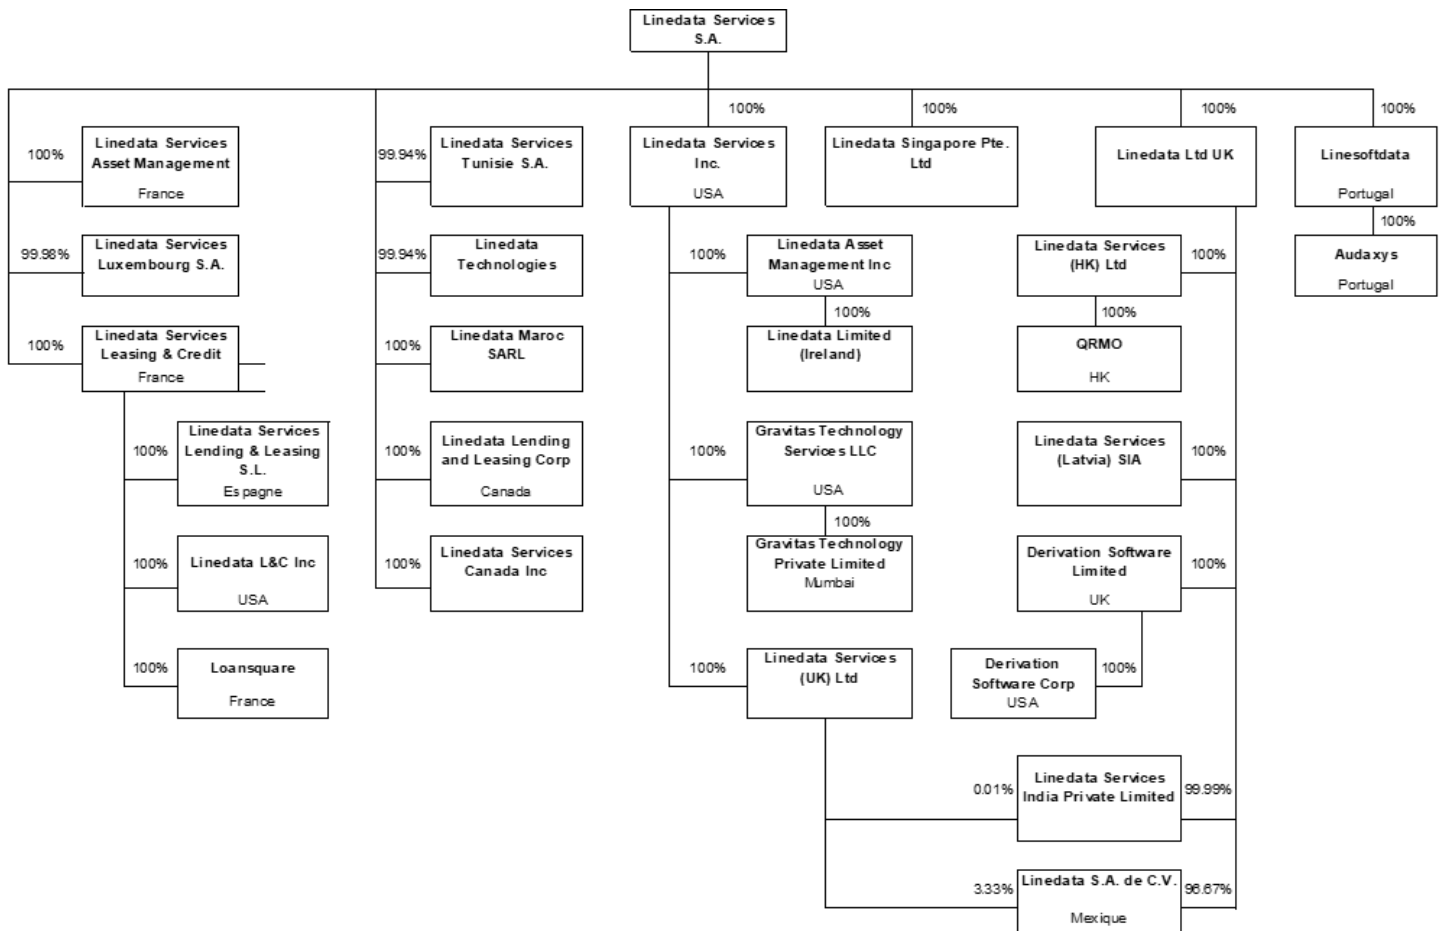 Linedata Services
S.A.
100%
100%
100%
100%
100%
Linedata Services
Asset Management
France
99.94%
Linedata Services
Tunisie S.A.
Linedata Services
Inc.
USA
Linedata Singapore Pte.
Ltd
Linedata Ltd UK
Linesoftdata
Portugal
100%
99.98%
Linedata Services
Luxembourg S.A.
99.94%
Linedata
Technologies
100%
Linedata Asset
Management Inc
USA
100%
Linedata Services
(HK) Ltd
100%
100%
Audaxys
Portugal
100%
Linedata Services
Leasing & Credit
France
100%
Linedata Maroc
SARL
Linedata Limited
(Ireland)
QRMO
HK
100%
Linedata Services
Lending & Leasing
S.L.
Espagne
100%
Linedata Lending
and Leasing Corp
Canada
100%
Gravitas Technology
Services LLC
USA
100%
Linedata Services
(Latvia) SIA
100%
100%
Linedata L&C Inc
USA
100%
Linedata Services
Canada Inc
Gravitas Technology
Private Limited
Mumbai
Derivation Software
Limited
UK
100%
100%
Loansquare
France
100%
Linedata Services
(UK) Ltd
Derivation
Software Corp
USA
100%
0.01%
Linedata Services
India Private Limited
99.99%
3.33%
Linedata S.A. de C.V.
Mexique
96.67%